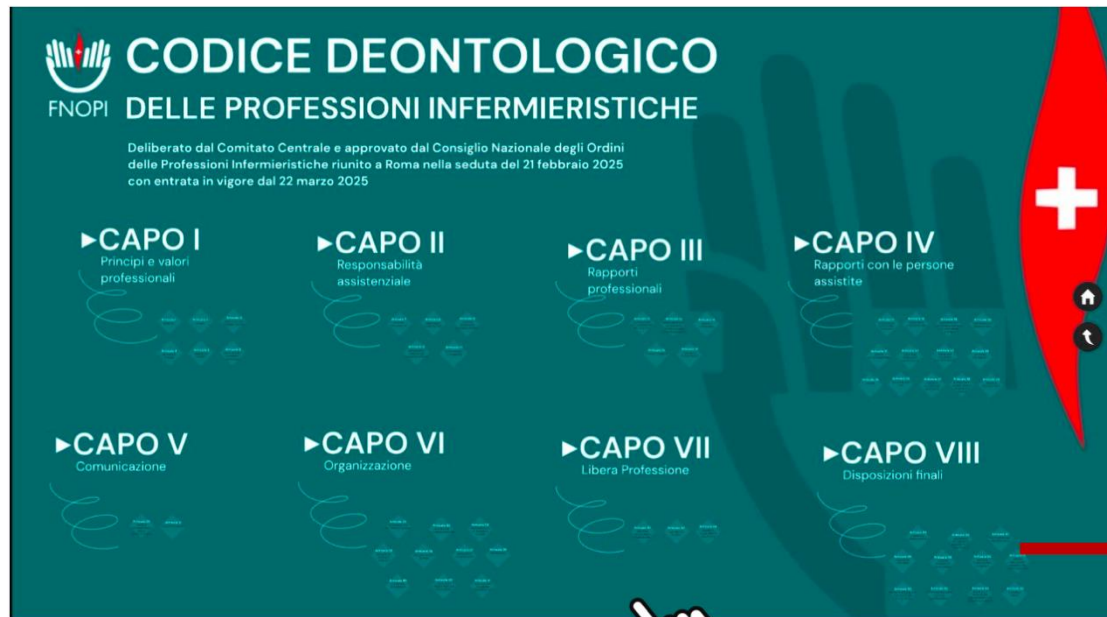 CODICE DEONTOLOGICO
FNOPI
DELLE PROFESSIONI INFERMIERISTICHE
Deliberato dal Comitato Centrale e approvato dal Consiglio Nazionale degli Ordini
delle Professioni Infermieristiche riunito a Roma nella seduta del 21 febbraio 2025
con entrata in vigore dal 22 marzo 2025
►CAPO I
Principi e valori
professionali
►CAPO II
Responsabilità
assistenziale
►CAPO III
Rapporti
professionali
►CAPO IV
Rapporti con le persone
assistite
►CAPO V
Comunicazione
►CAPO VI
Organizzazione
►CAPO VII
Libera Professione
►CAPO VIII
Disposizioni finali